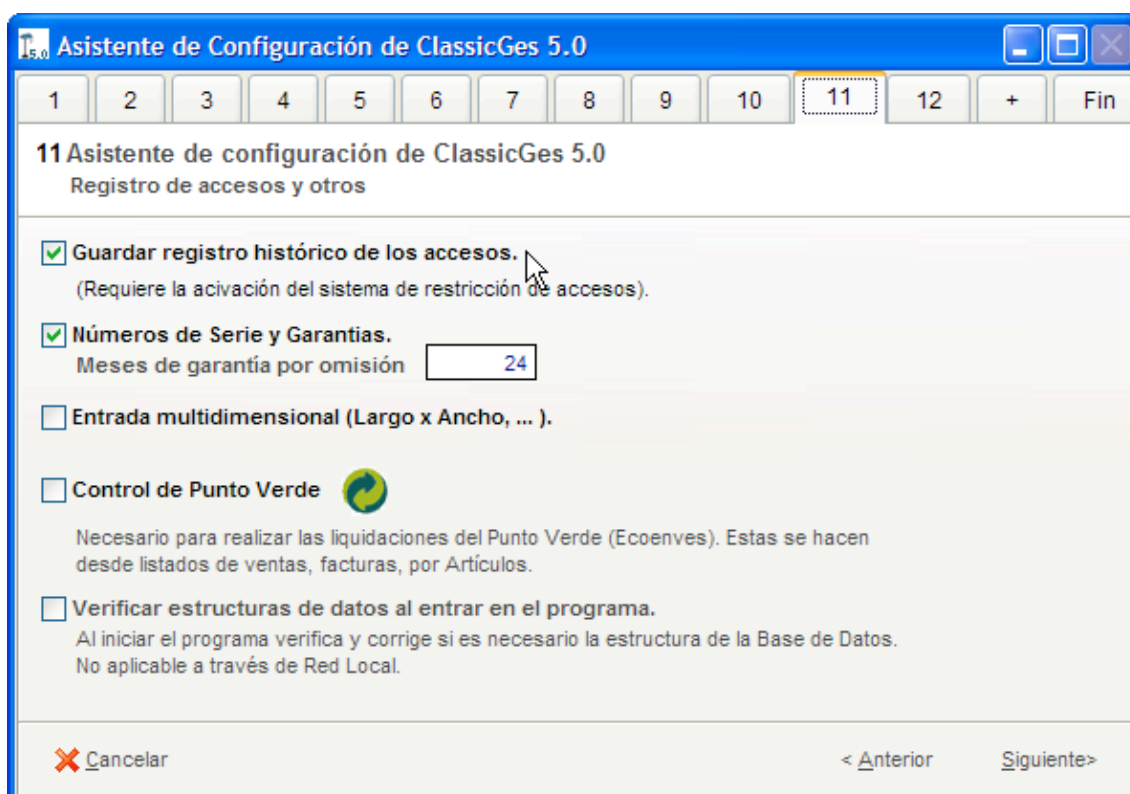 5.0 Asistente de Configuración de ClassicGes 5.0
1 2 3 4 5 6 7 8 9 10 11 12 + Fin
11 Asistente de configuración de ClassicGes 5.0
Registro de accesos y otros
Guardar registro histórico de los accesos.
(Requiere la acivación del sistema de restricción de accesos).
Números de Serie y Garantias.
Meses de garantía por omisión 24
Entrada multidimensional (Largo x Ancho, ... ).
Control de Punto Verde
Necesario para realizar las liquidaciones del Punto Verde (Ecoenves). Estas se hacen
desde listados de ventas, facturas, por Artículos.
Verificar estructuras de datos al entrar en el programa.
Al iniciar el programa verifica y corrige si es necesario la estructura de la Base de Datos.
No aplicable a través de Red Local.
Cancelar < Anterior Siguiente>